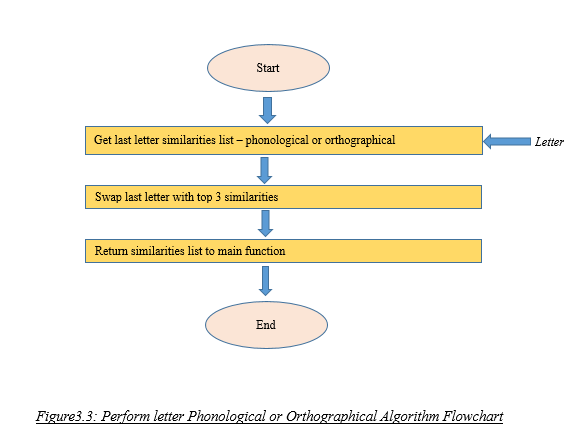 Start
Get last letter similarities list – phonological or orthographical
Letter
Swap last letter with top 3 similarities
Return similarities list to main function
End
Figure3.3: Perform letter Phonological or Orthographical Algorithm Flowchart